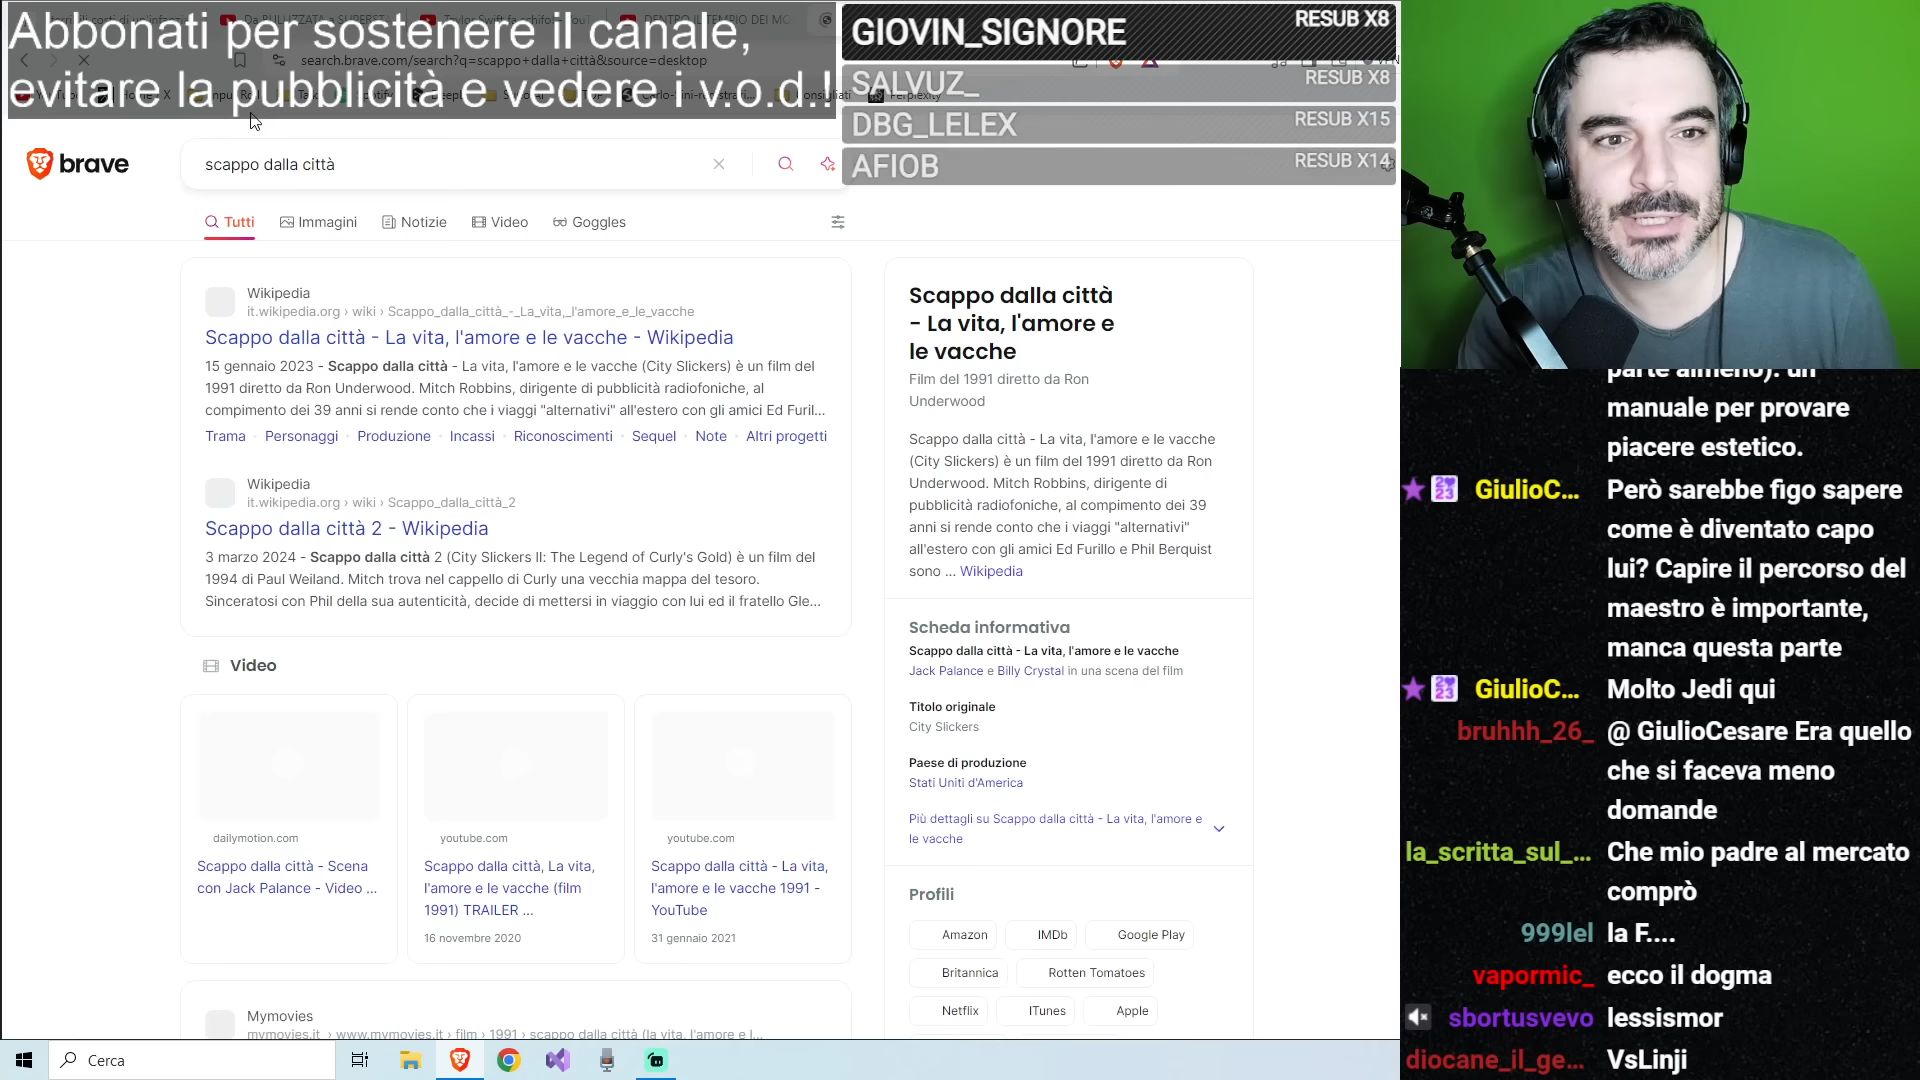 Abbonati per sostenere il canale,
evitare la pubblicità e vedere i v.o.d.!
GIOVIN_SIGNORE RESUB X8
SALVUZ_ RESUB X8
DBG_LELEX RESUB X15
AFIOB RESUB X14
search.brave.com/search?q=scappo+dalla+città&source=desktop
brave
scappo dalla città
Tutti Immagini Notizie Video Goggles
Wikipedia
it.wikipedia.org › wiki › Scappo_dalla_città_-_La_vita,_l'amore_e_le_vacche
Scappo dalla città - La vita, l'amore e le vacche - Wikipedia
15 gennaio 2023 - Scappo dalla città - La vita, l'amore e le vacche (City Slickers) è un film del
1991 diretto da Ron Underwood. Mitch Robbins, dirigente di pubblicità radiofoniche, al
compimento dei 39 anni si rende conto che i viaggi "alternativi" all'estero con gli amici Ed Furil...
Trama · Personaggi · Produzione · Incassi · Riconoscimenti · Sequel · Note · Altri progetti
Wikipedia
it.wikipedia.org › wiki › Scappo_dalla_città_2
Scappo dalla città 2 - Wikipedia
3 marzo 2024 - Scappo dalla città 2 (City Slickers II: The Legend of Curly's Gold) è un film del
1994 di Paul Weiland. Mitch trova nel cappello di Curly una vecchia mappa del tesoro.
Sinceratosi con Phil della sua autenticità, decide di mettersi in viaggio con lui ed il fratello Gle...
Video
dailymotion.com
Scappo dalla città - Scena
con Jack Palance - Video ...
youtube.com
Scappo dalla città, La vita,
l'amore e le vacche (film
1991) TRAILER ...
16 novembre 2020
youtube.com
Scappo dalla città - La vita,
l'amore e le vacche 1991 -
YouTube
31 gennaio 2021
Mymovies
mymovies.it › www.mymovies.it › film › 1991 › scappo dalla città (la vita, l'amore e l...
Scappo dalla città
- La vita, l'amore e
le vacche
Film del 1991 diretto da Ron
Underwood
Scappo dalla città - La vita, l'amore e le vacche
(City Slickers) è un film del 1991 diretto da Ron
Underwood. Mitch Robbins, dirigente di
pubblicità radiofoniche, al compimento dei 39
anni si rende conto che i viaggi "alternativi"
all'estero con gli amici Ed Furillo e Phil Berquist
sono ... Wikipedia
Scheda informativa
Scappo dalla città - La vita, l'amore e le vacche
Jack Palance e Billy Crystal in una scena del film
Titolo originale
City Slickers
Paese di produzione
Stati Uniti d'America
Più dettagli su Scappo dalla città - La vita, l'amore e
le vacche
Profili
Amazon IMDb Google Play
Britannica Rotten Tomatoes
Netflix iTunes Apple
parte almeno). un
manuale per provare
piacere estetico.
GiulioC... Però sarebbe figo sapere
come è diventato capo
lui? Capire il percorso del
maestro è importante,
manca questa parte
GiulioC... Molto Jedi qui
bruhhh_26_ @ GiulioCesare Era quello
che si faceva meno
domande
la_scritta_sul_... Che mio padre al mercato
comprò
999lel la F....
vapormic_ ecco il dogma
sbortusvevo lessismor
diocane_il_ge... VsLinji
Cerca